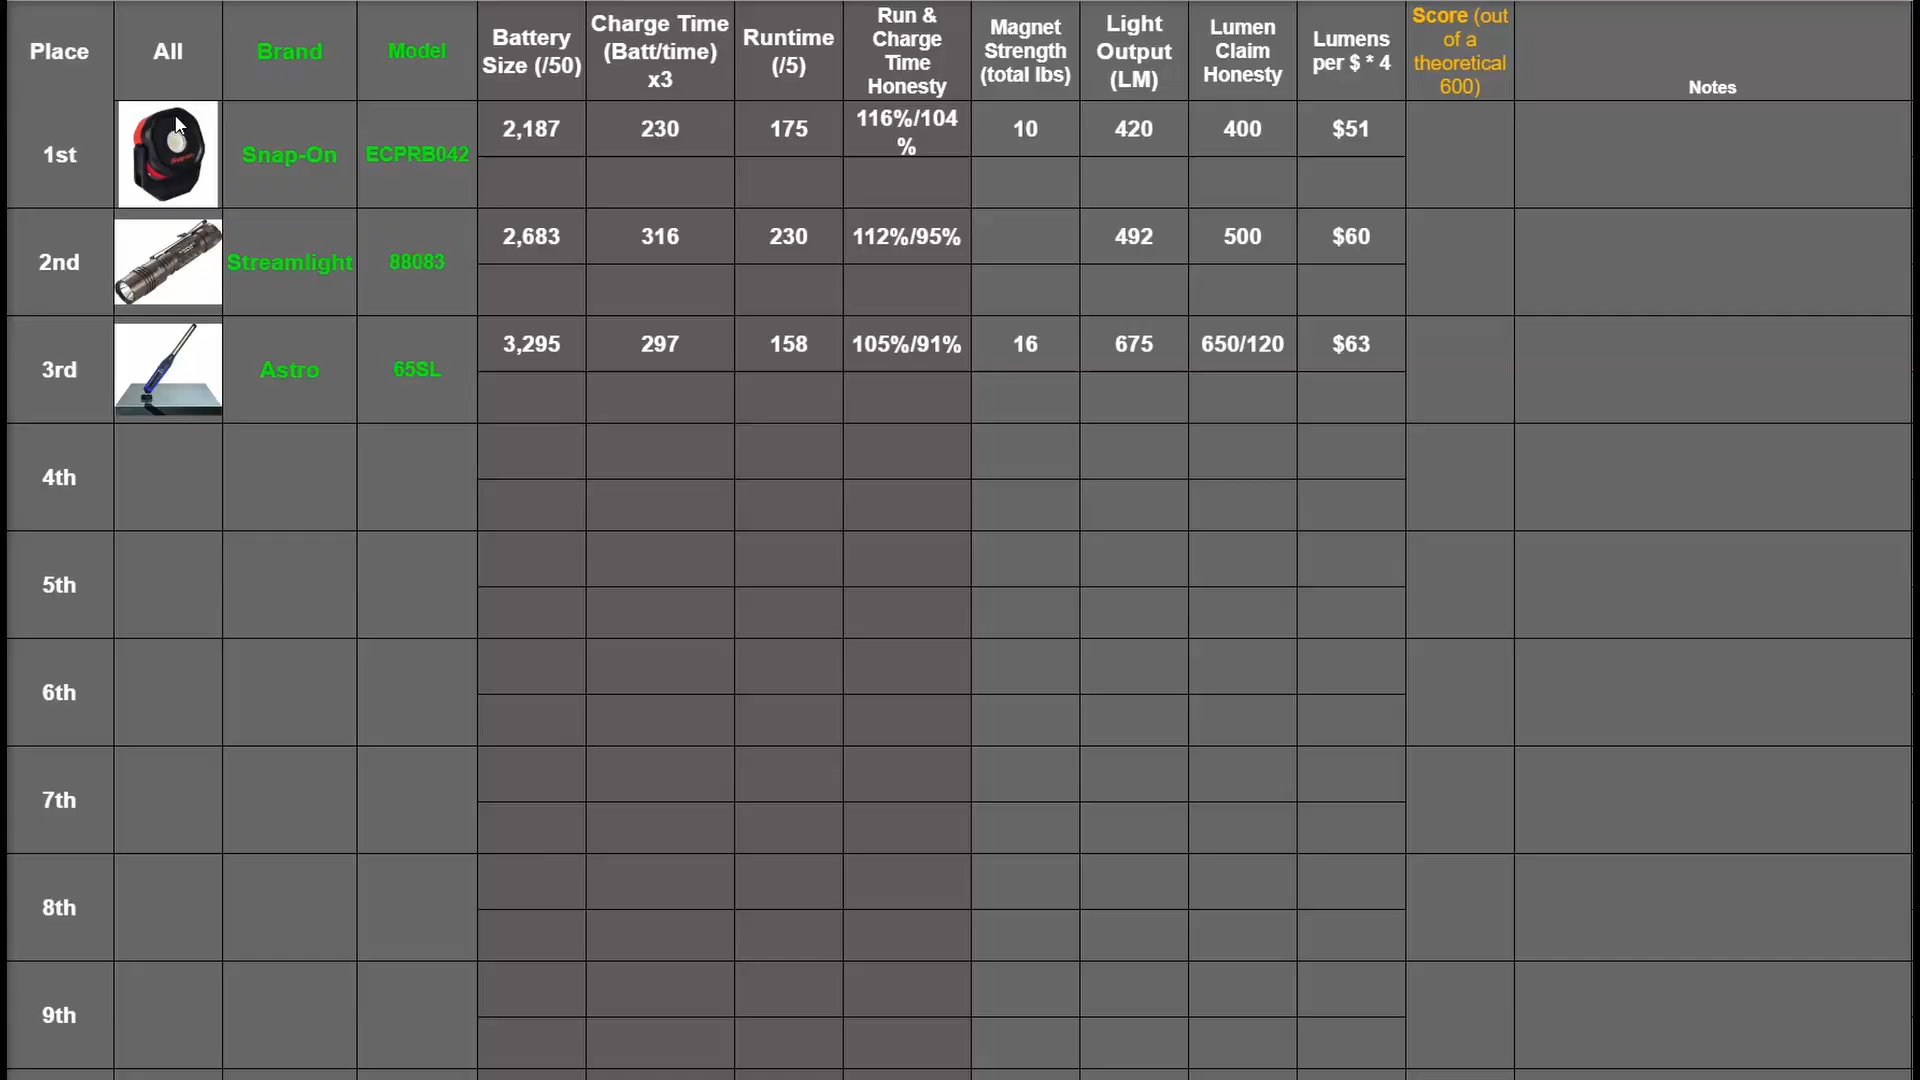 Place
All
Brand
Model
Battery
Size (/50)
Charge Time
(Batt/time)
x3
Runtime
(/5)
Run &
Charge
Time
Honesty
Magnet
Strength
(total lbs)
Light
Output
(LM)
Lumen
Claim
Honesty
Lumens
per $ * 4
Score (out
of a
theoretical
600)
Notes
1st
Snap-On
ECPRB042
2,187
230
175
116%/104
%
10
420
400
$51
2nd
Streamlight
88083
2,683
316
230
112%/95%
492
500
$60
3rd
Astro
65SL
3,295
297
158
105%/91%
16
675
650/120
$63
4th
5th
6th
7th
8th
9th